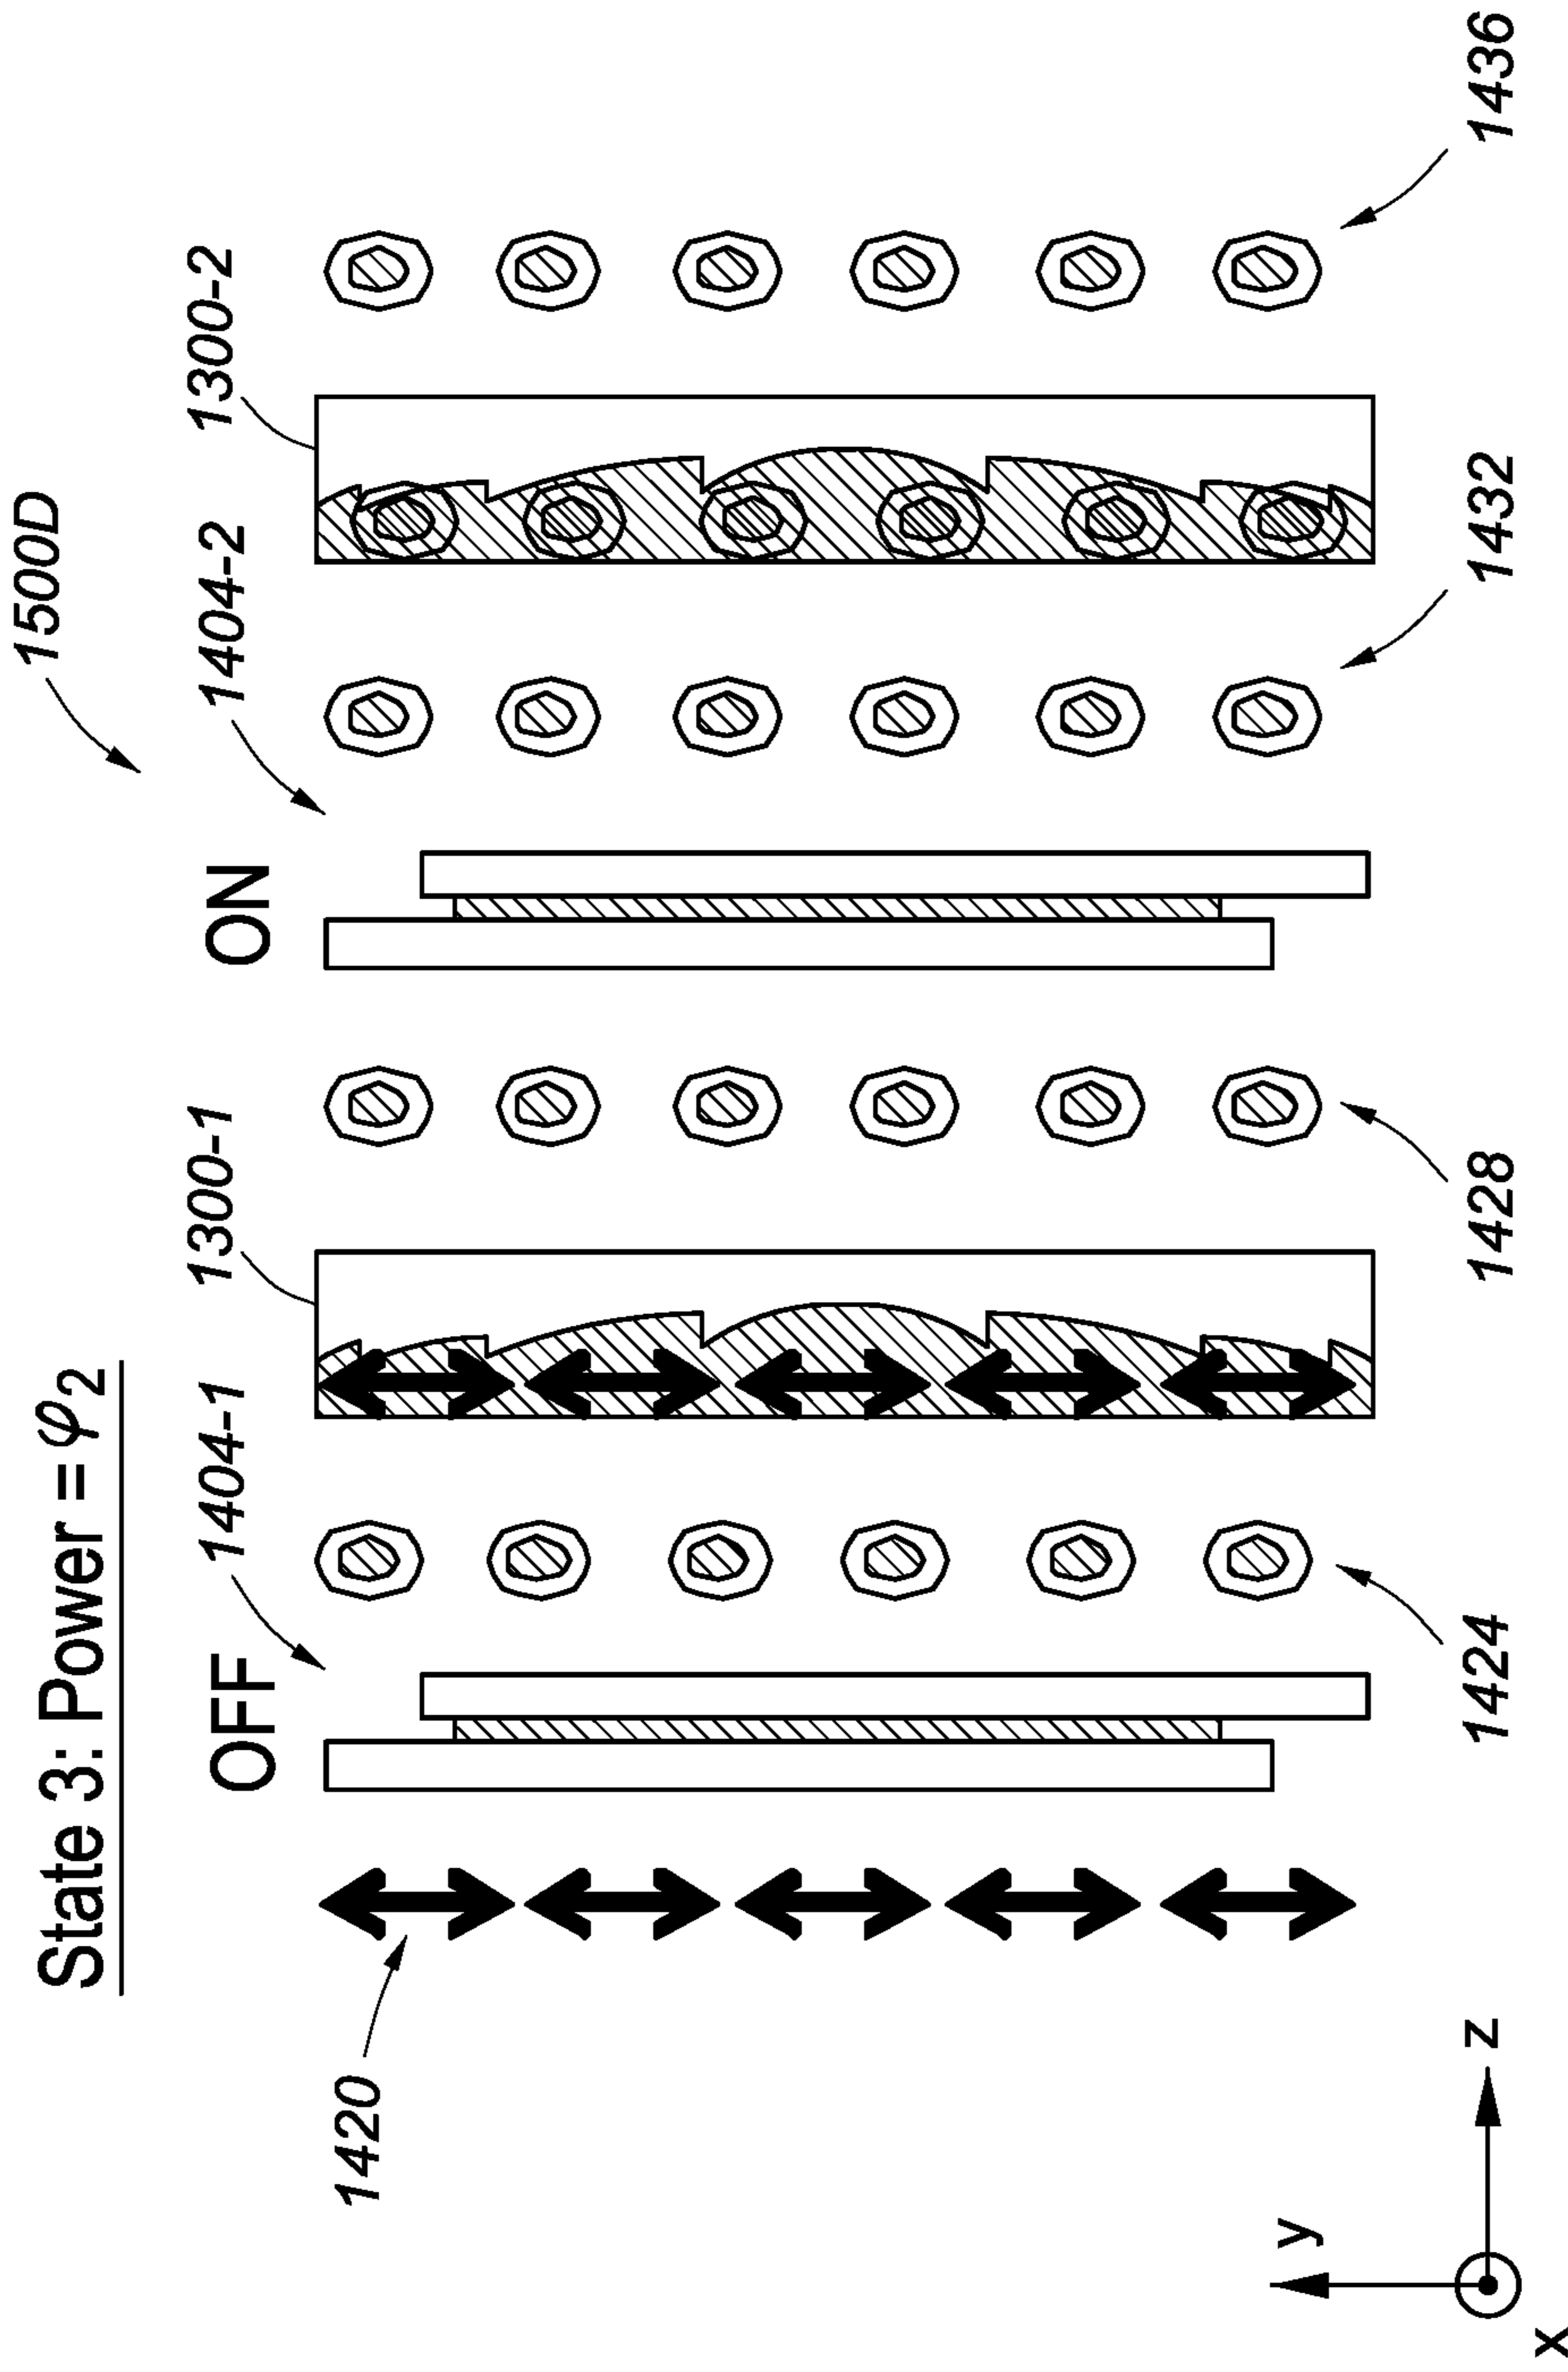 1500D
State 3: Power = φ₂
OFF
1404-1
1300-1
ON
1404-2
1300-2
1420
1424
1428
1432
1436
y
z
x